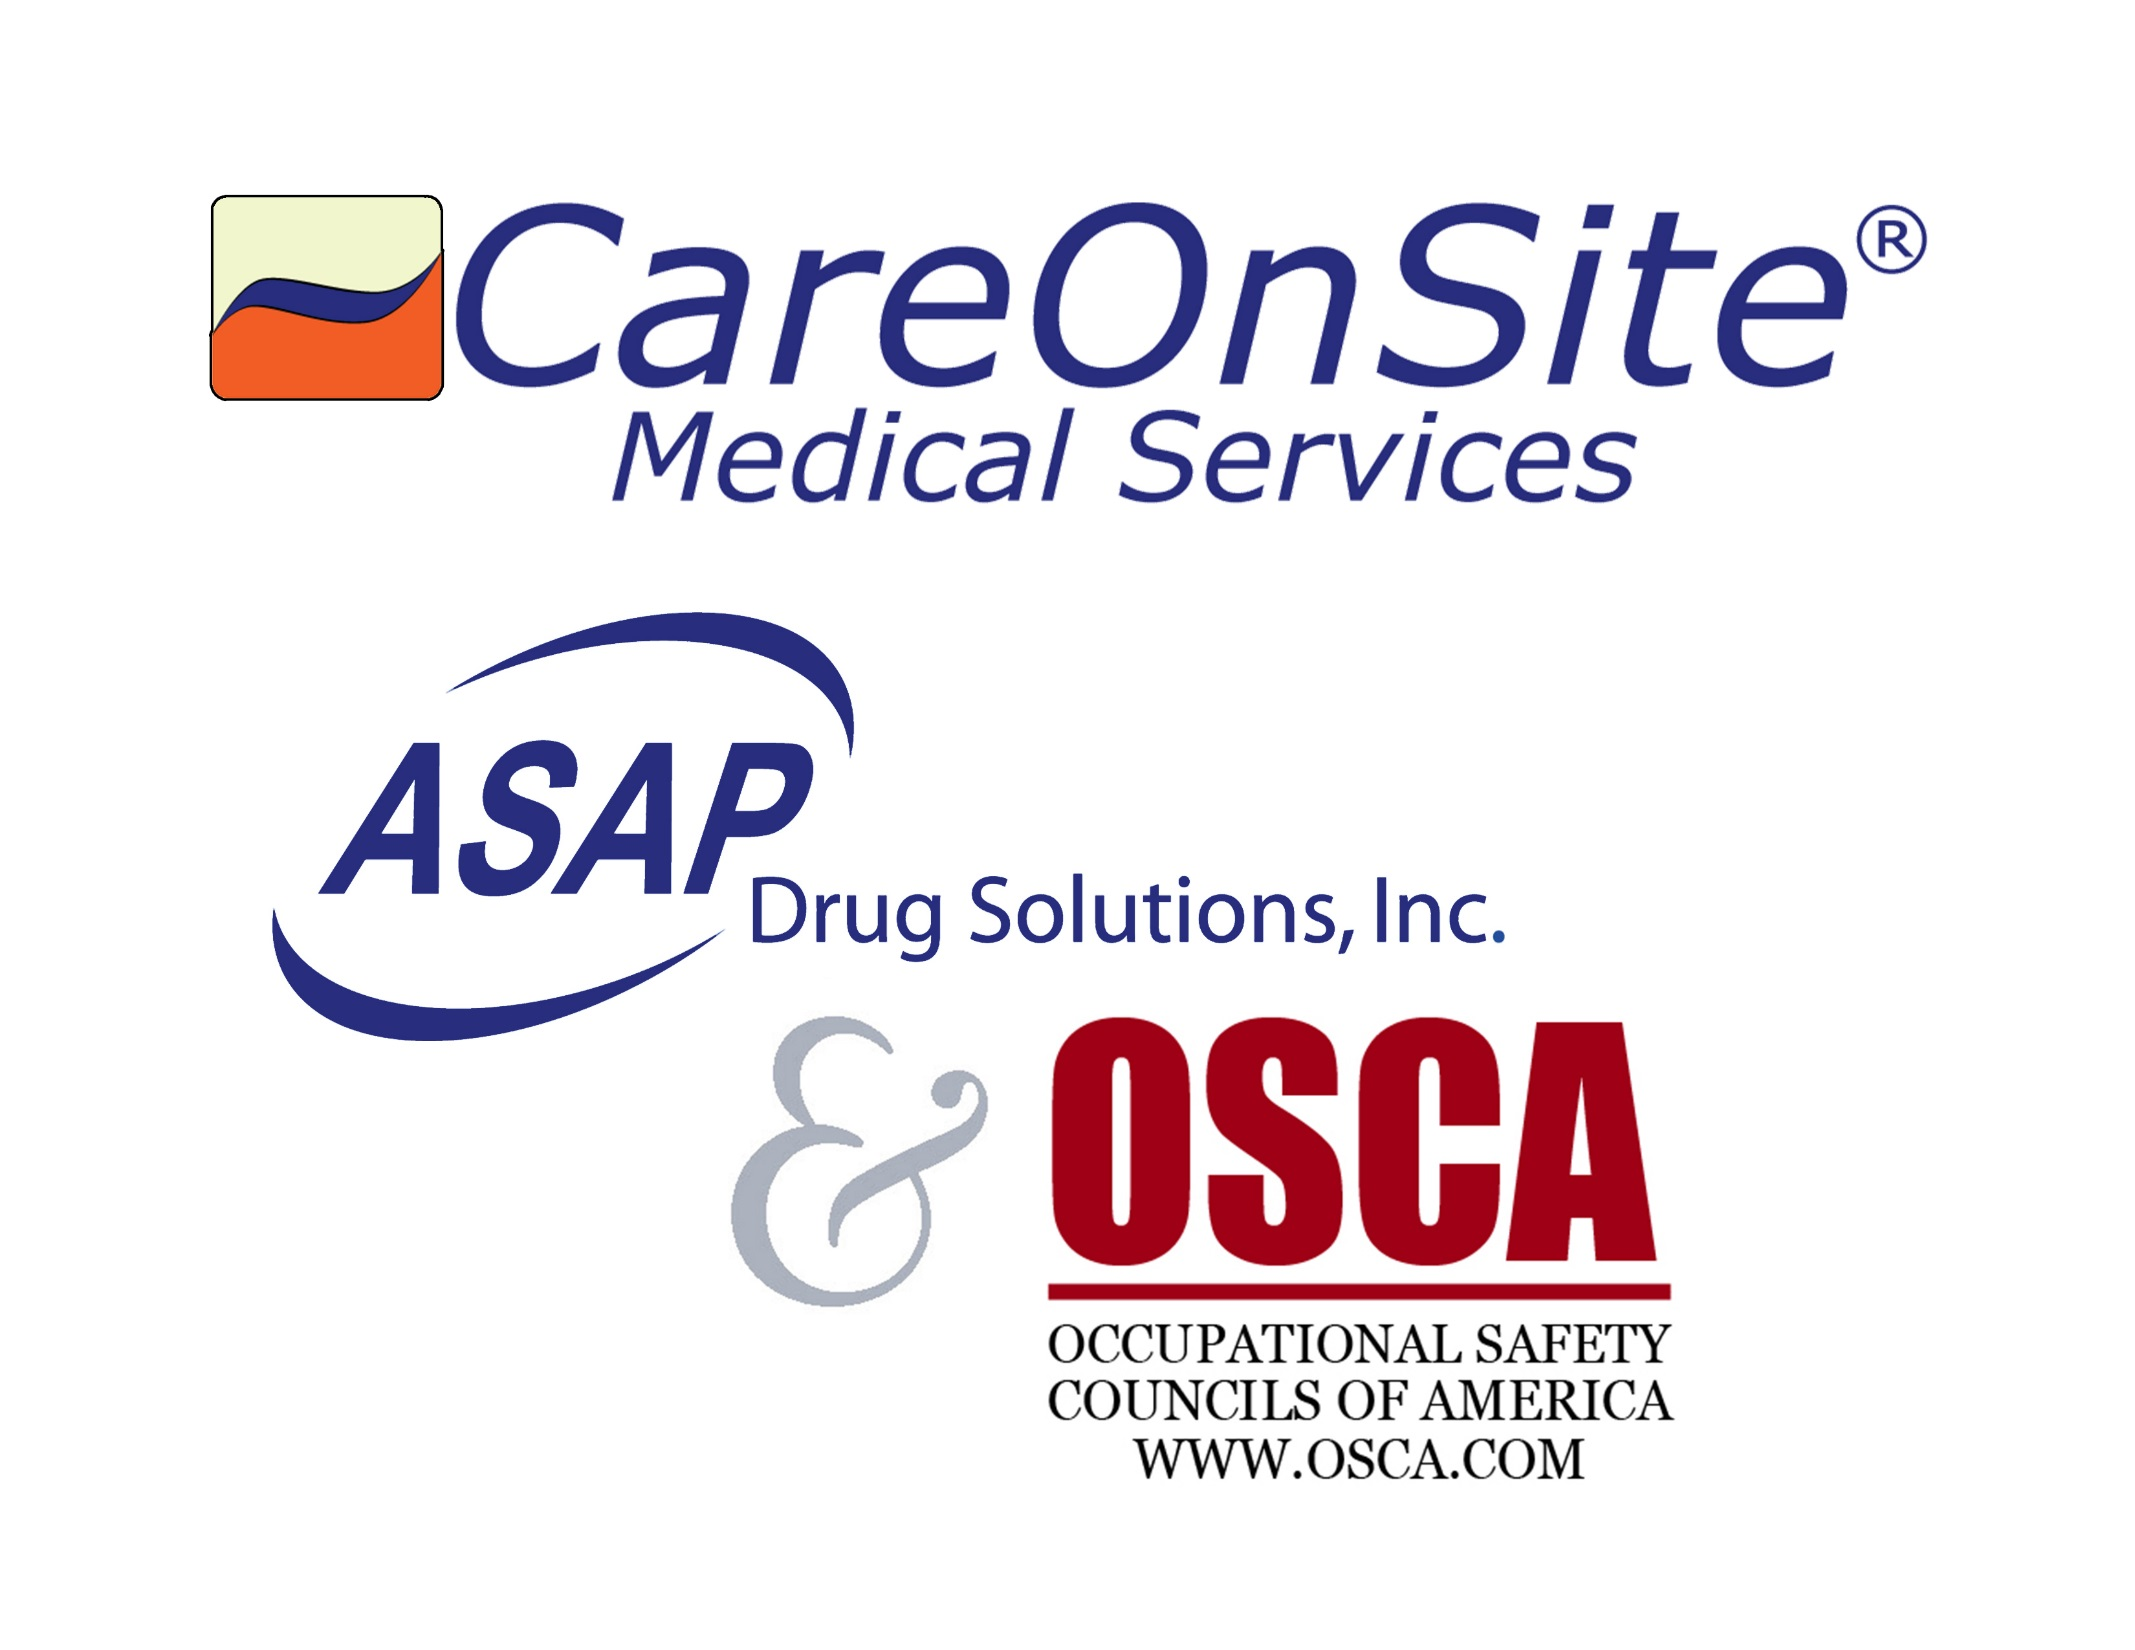 CareOnSite®
Medical Services
ASAP
Drug Solutions, Inc.
&
OSCA
OCCUPATIONAL SAFETY
COUNCILS OF AMERICA
WWW.OSCA.COM